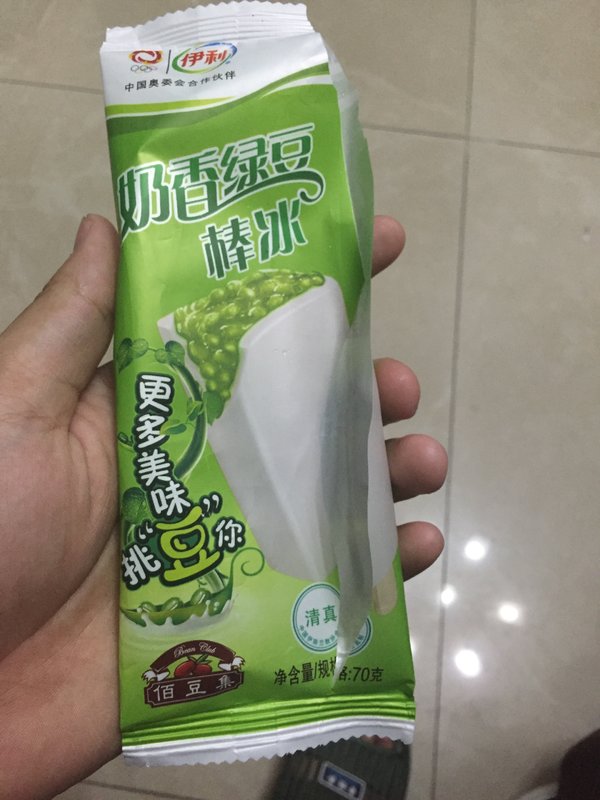 伊利
中国奥委会合作伙伴
奶香绿豆
棒冰
更多美味
挑“豆”你
清真
Bean Club
佰豆集
净含量/规格:70克